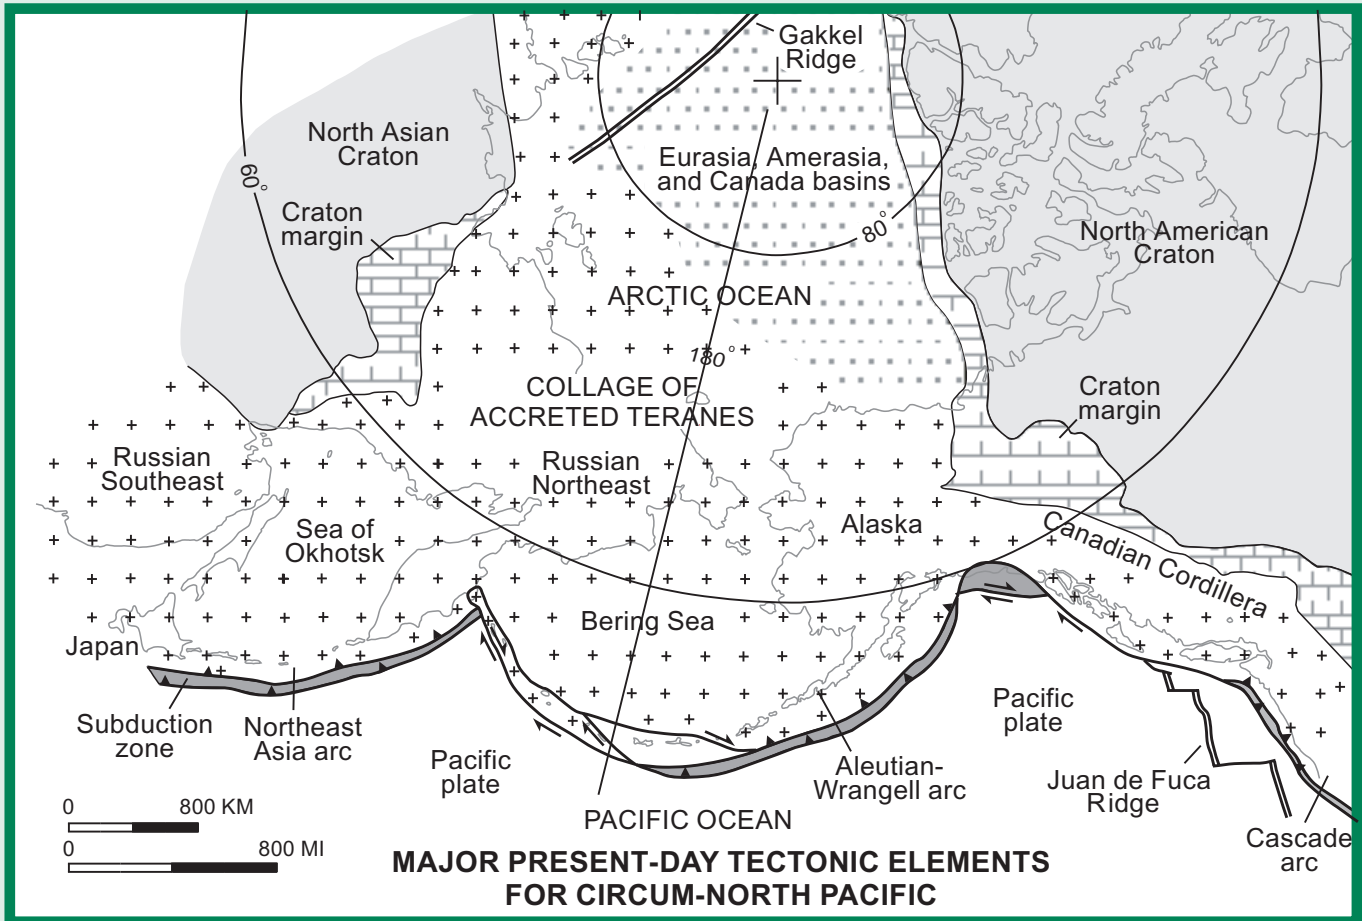 Gakkel
Ridge
North Asian
Craton
60°
Eurasia, Amerasia,
and Canada basins
Craton
margin
80°
North American
Craton
ARCTIC OCEAN
180°
COLLAGE OF
ACCRETED TERANES
Craton
margin
Russian
Southeast
Russian
Northeast
Sea of
Okhotsk
Alaska
Canadian Cordillera
Bering Sea
Japan
Subduction
zone
Northeast
Asia arc
Pacific
plate
Pacific
plate
Aleutian-
Wrangell arc
Juan de Fuca
Ridge
Cascade
arc
PACIFIC OCEAN
0 800 KM
0 800 MI
MAJOR PRESENT-DAY TECTONIC ELEMENTS
FOR CIRCUM-NORTH PACIFIC